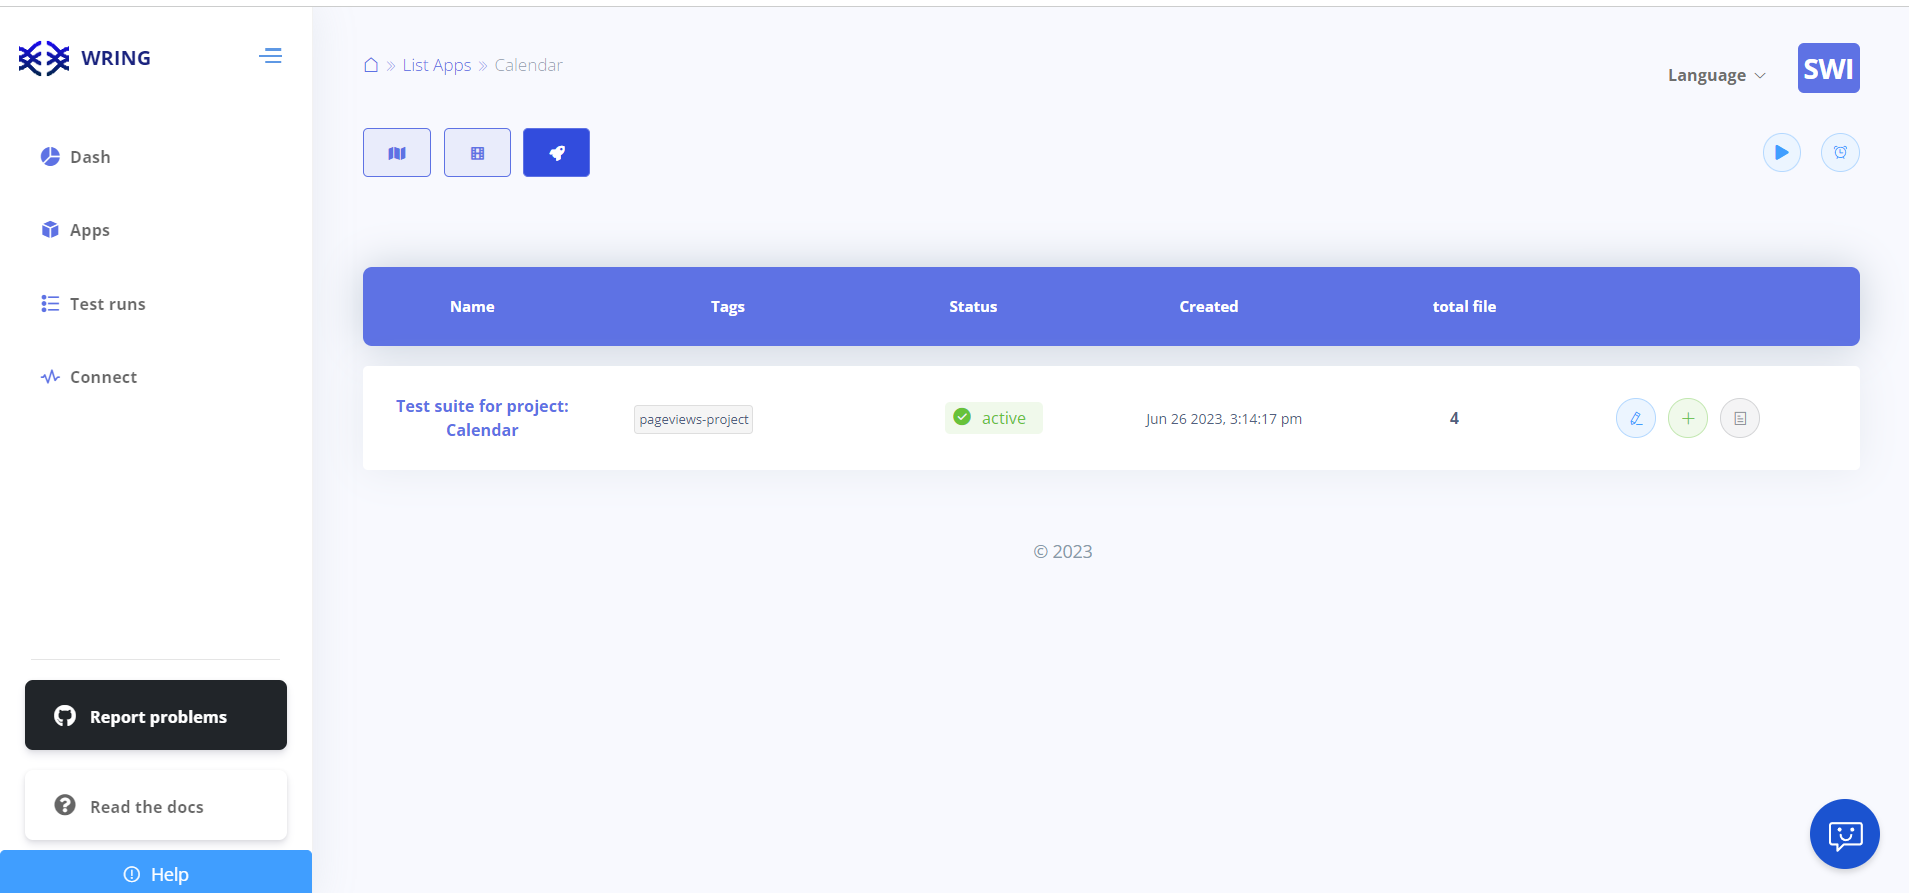 WRING
List Apps
Calendar
Language
SWI
Dash
Apps
Test runs
Connect
Name
Tags
Status
Created
total file
Test suite for project:
Calendar
pageviews-project
active
Jun 26 2023, 3:14:17 pm
4
© 2023
Report problems
Read the docs
Help